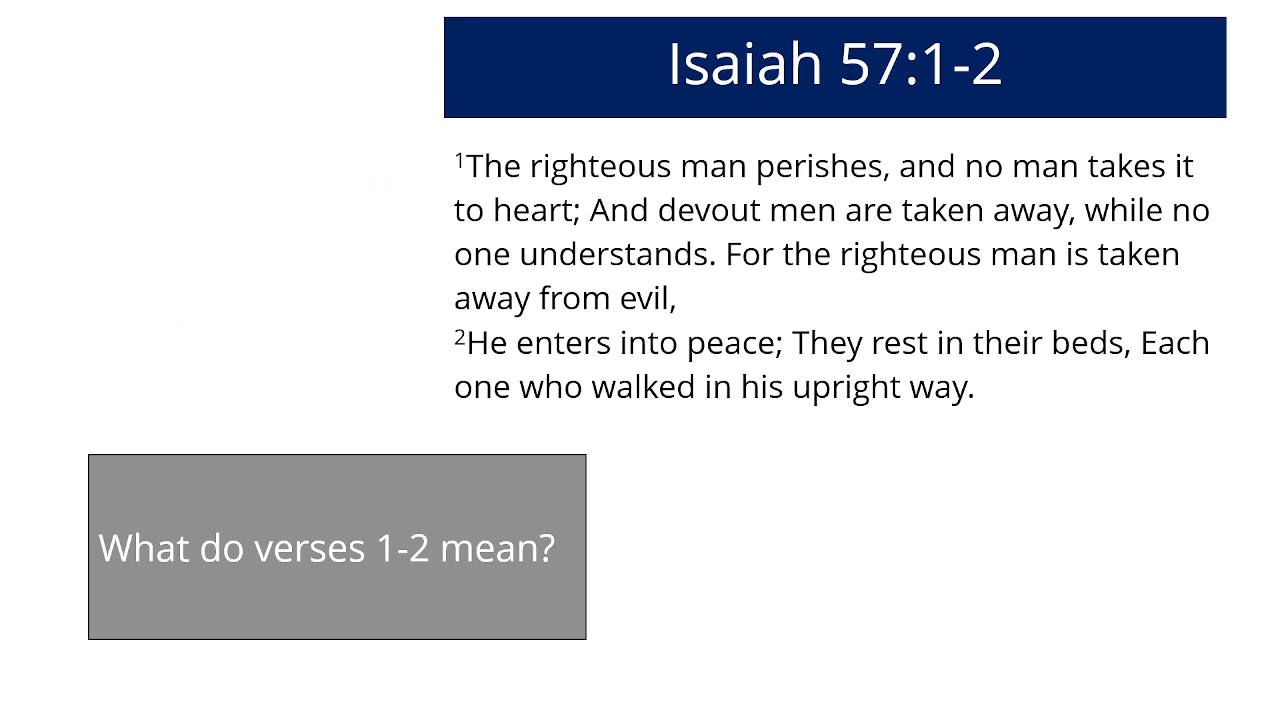 Isaiah 57:1-2
¹The righteous man perishes, and no man takes it
to heart; And devout men are taken away, while no
one understands. For the righteous man is taken
away from evil,
²He enters into peace; They rest in their beds, Each
one who walked in his upright way.
What do verses 1-2 mean?